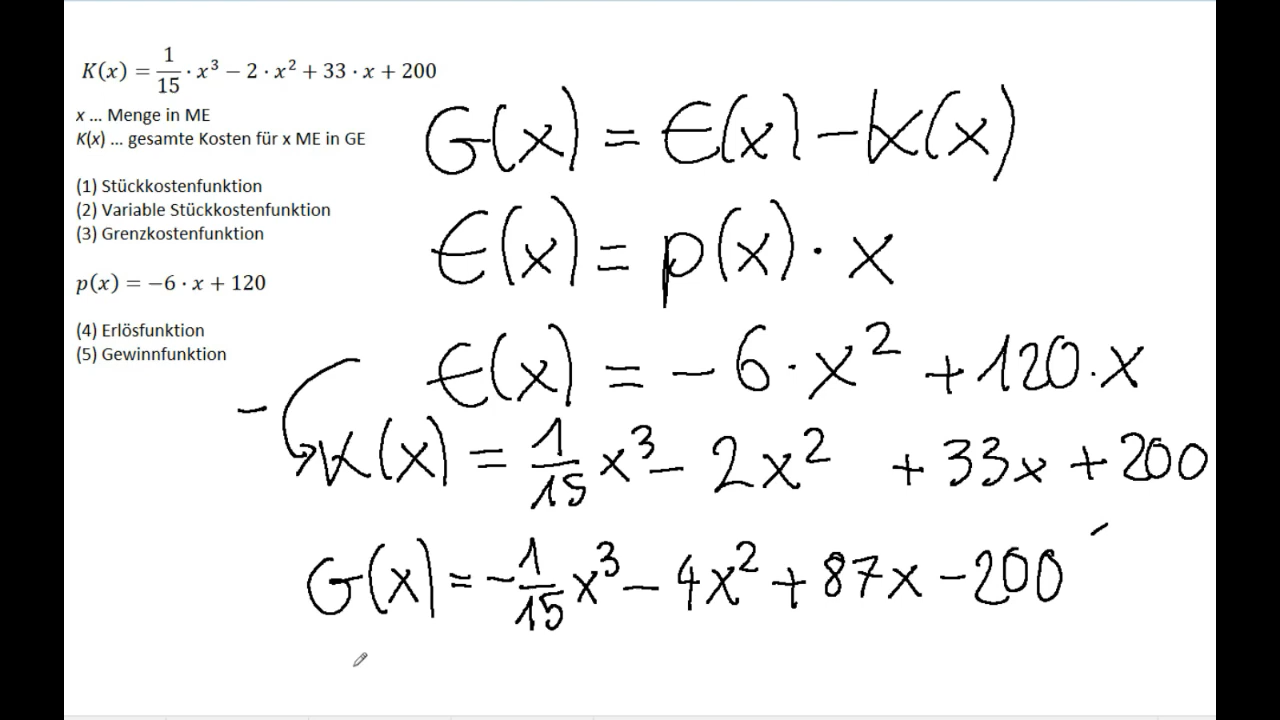 K(x) = 1/15 · x³ − 2 · x² + 33 · x + 200
x ... Menge in ME
K(x) ... gesamte Kosten für x ME in GE
(1) Stückkostenfunktion
(2) Variable Stückkostenfunktion
(3) Grenzkostenfunktion
p(x) = −6 · x + 120
(4) Erlösfunktion
(5) Gewinnfunktion
G(x) = E(x) − K(x)
E(x) = p(x) · x
E(x) = − 6 · x² + 120 · x
− K(x) = 1/15 x³ − 2x² + 33x + 200
G(x) = − 1/15 x³ − 4x² + 87x − 200